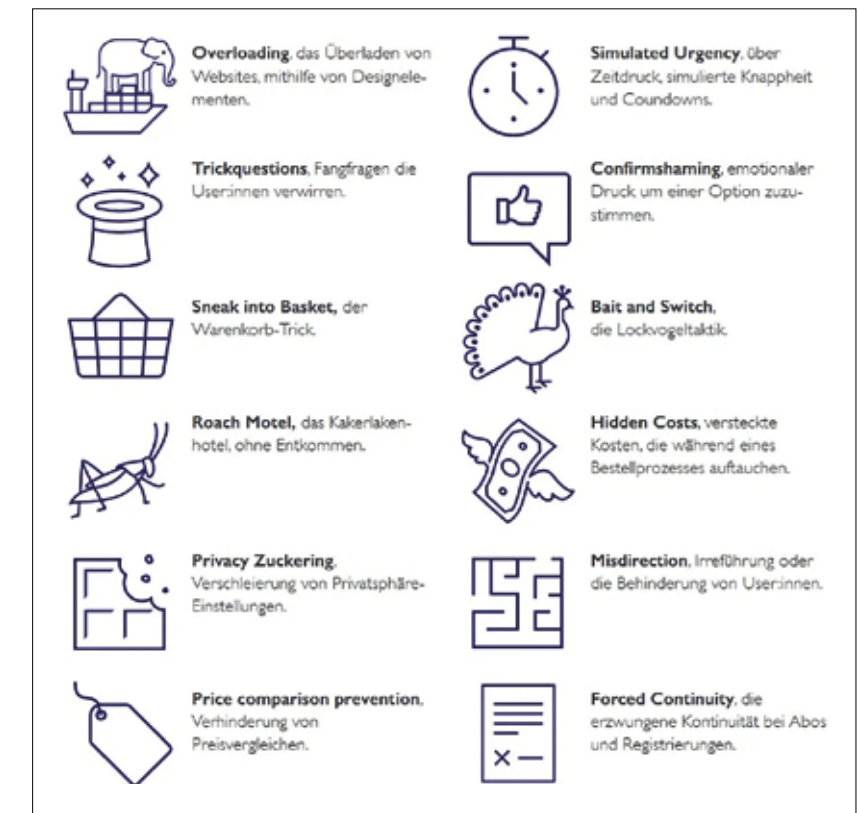 Overloading, das Überladen von
Websites, mithilfe von Designele-
menten.
Simulated Urgency, über
Zeitdruck, simulierte Knappheit
und Coundowns.
Trickquestions, Fangfragen die
User:innen verwirren.
Confirmshaming, emotionaler
Druck um einer Option zuzu-
stimmen.
Sneak into Basket, der
Warenkorb-Trick.
Bait and Switch,
die Lockvogeltaktik.
Roach Motel, das Kakerlaken-
hotel, ohne Entkommen.
Hidden Costs, versteckte
Kosten, die während eines
Bestellprozesses auftauchen.
Privacy Zuckering,
Verschleierung von Privatsphäre-
Einstellungen.
Misdirection, Irreführung oder
die Behinderung von User:innen.
Price comparison prevention,
Verhinderung von
Preisvergleichen.
Forced Continuity, die
erzwungene Kontinuität bei Abos
und Registrierungen.